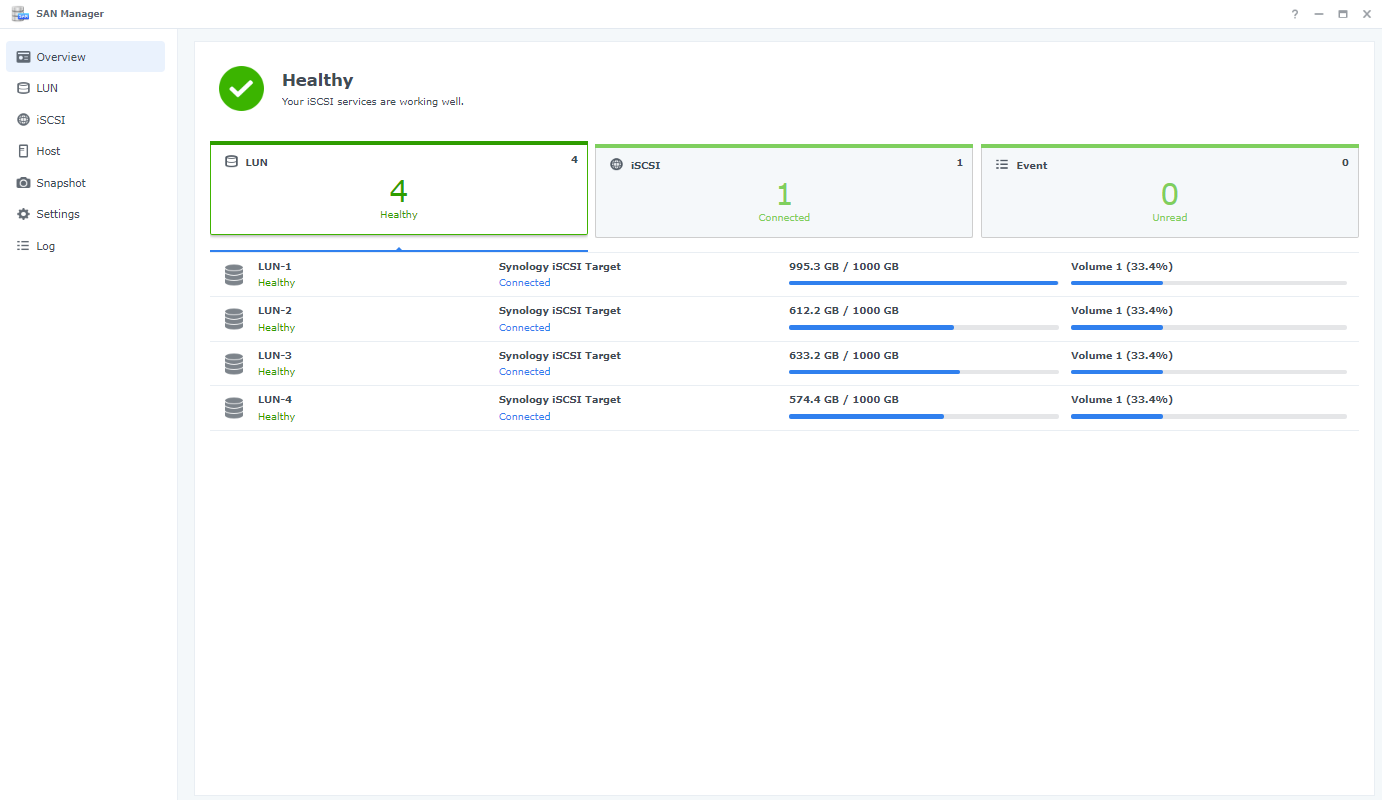 SAN Manager
?
Overview
LUN
iSCSI
Host
Snapshot
Settings
Log
Healthy
Your iSCSI services are working well.
LUN 4
4
Healthy
iSCSI 1
1
Connected
Event 0
0
Unread
LUN-1 Synology iSCSI Target 995.3 GB / 1000 GB Volume 1 (33.4%)
Healthy Connected
LUN-2 Synology iSCSI Target 612.2 GB / 1000 GB Volume 1 (33.4%)
Healthy Connected
LUN-3 Synology iSCSI Target 633.2 GB / 1000 GB Volume 1 (33.4%)
Healthy Connected
LUN-4 Synology iSCSI Target 574.4 GB / 1000 GB Volume 1 (33.4%)
Healthy Connected